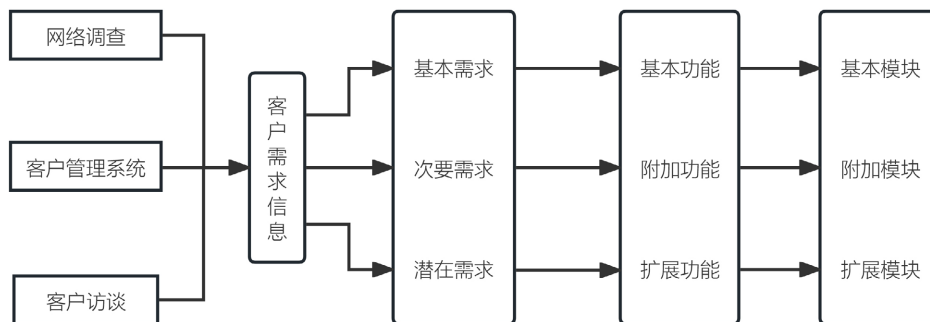 网络调查
客户管理系统
客户访谈
客户需求信息
基本需求
次要需求
潜在需求
基本功能
附加功能
扩展功能
基本模块
附加模块
扩展模块